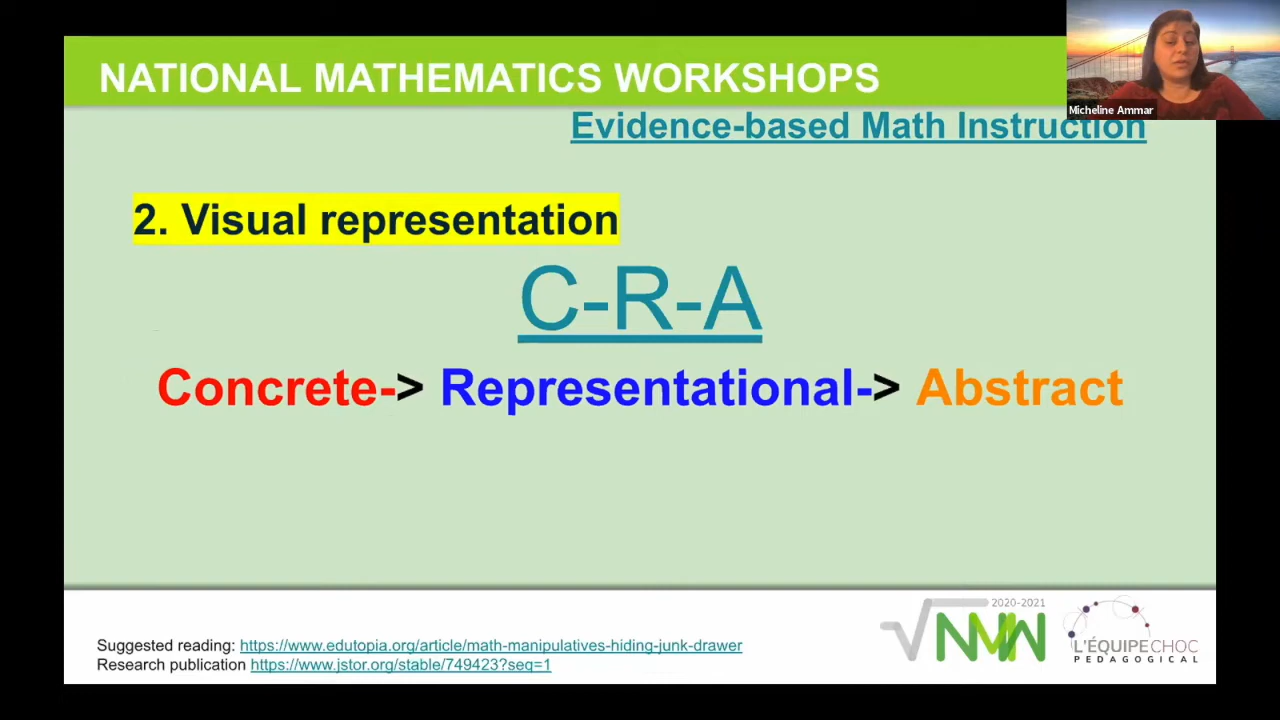 NATIONAL MATHEMATICS WORKSHOPS
Micheline Ammar
Evidence-based Math Instruction
2. Visual representation
C-R-A
Concrete-> Representational-> Abstract
2020-2021
√NMW
L'ÉQUIPECHOC
PEDAGOGICAL
Suggested reading: https://www.edutopia.org/article/math-manipulatives-hiding-junk-drawer
Research publication https://www.jstor.org/stable/749423?seq=1